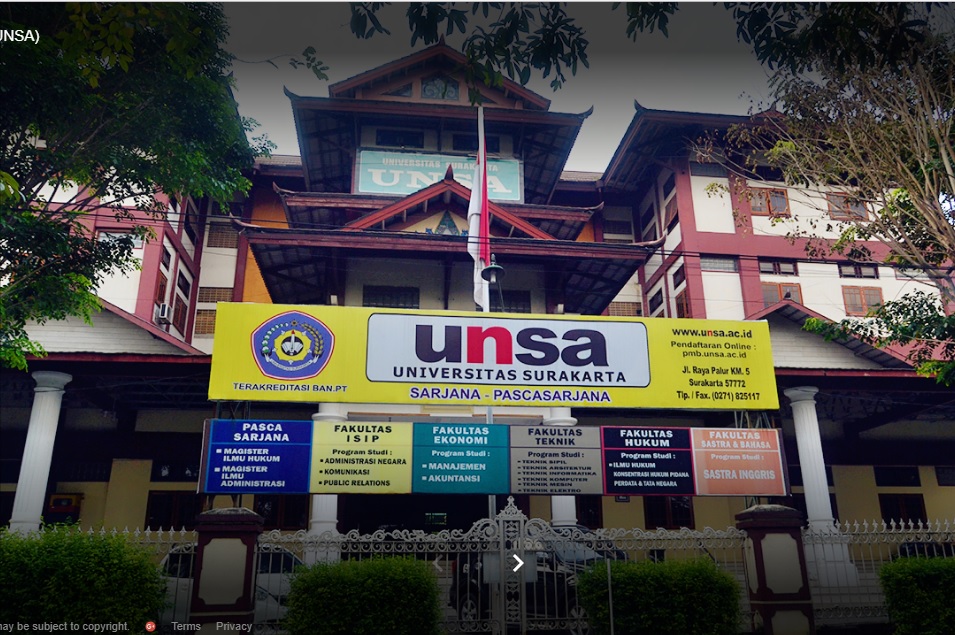 UNSA)
UNIVERSITAS SURAKARTA
UNSA
unsa
UNIVERSITAS SURAKARTA
TERAKREDITASI BAN.PT
SARJANA - PASCASARJANA
www.unsa.ac.id
Pendaftaran Online :
pmb.unsa.ac.id
Jl. Raya Palur KM. 5
Surakarta 57772
Tlp. / Fax. (0271) 825117
PASCA
SARJANA
MAGISTER
ILMU HUKUM
MAGISTER
ILMU
ADMINISTRASI
FAKULTAS
ISIP
Program Studi :
ADMINISTRASI NEGARA
KOMUNIKASI
PUBLIC RELATIONS
FAKULTAS
EKONOMI
Program Studi :
MANAJEMEN
AKUNTANSI
FAKULTAS
TEKNIK
Program Studi :
TEKNIK SIPIL
TEKNIK ARSITEKTUR
TEKNIK INFORMATIKA
TEKNIK KOMPUTER
TEKNIK MESIN
TEKNIK ELEKTRO
FAKULTAS
HUKUM
Program Studi :
ILMU HUKUM
KONSENTRASI HUKUM PIDANA
PERDATA & TATA NEGARA
FAKULTAS
SASTRA & BAHASA
Program Studi :
SASTRA INGGRIS
may be subject to copyright.
Terms
Privacy